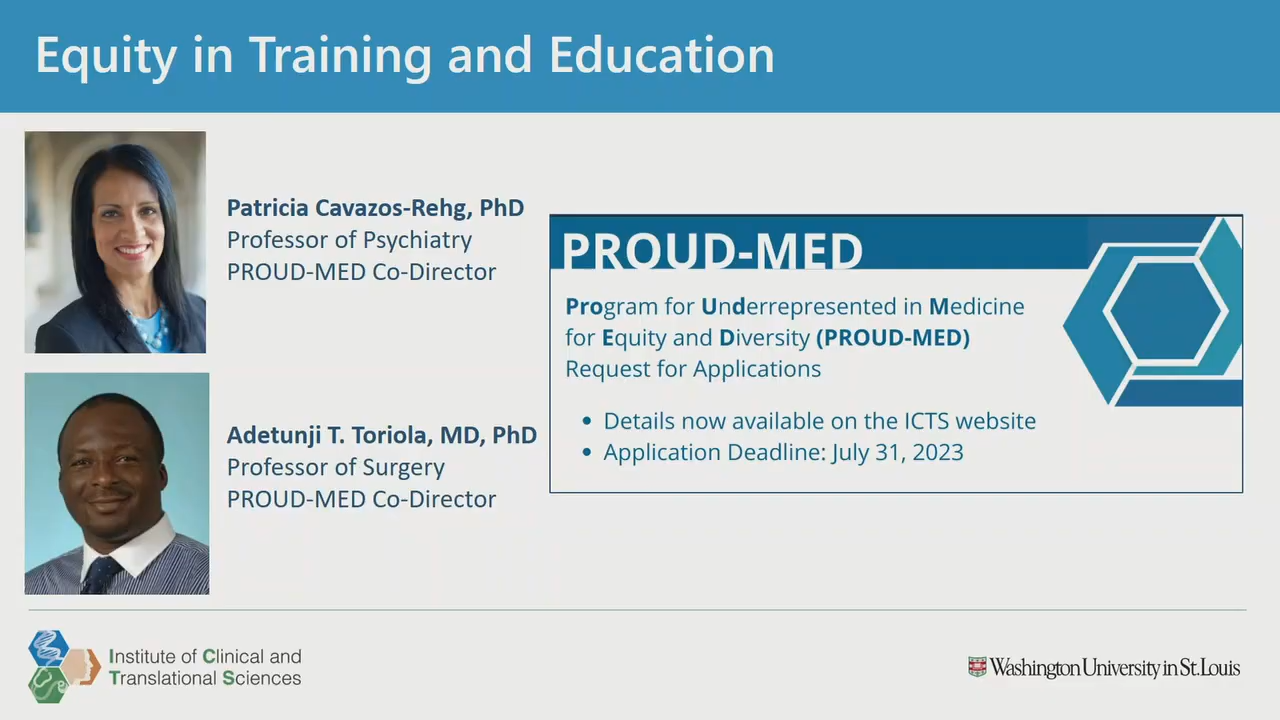 Equity in Training and Education
Patricia Cavazos-Rehg, PhD
Professor of Psychiatry
PROUD-MED Co-Director
Adetunji T. Toriola, MD, PhD
Professor of Surgery
PROUD-MED Co-Director
PROUD-MED
Program for Underrepresented in Medicine
for Equity and Diversity (PROUD-MED)
Request for Applications
• Details now available on the ICTS website
• Application Deadline: July 31, 2023
Institute of Clinical and
Translational Sciences
Washington University in St. Louis